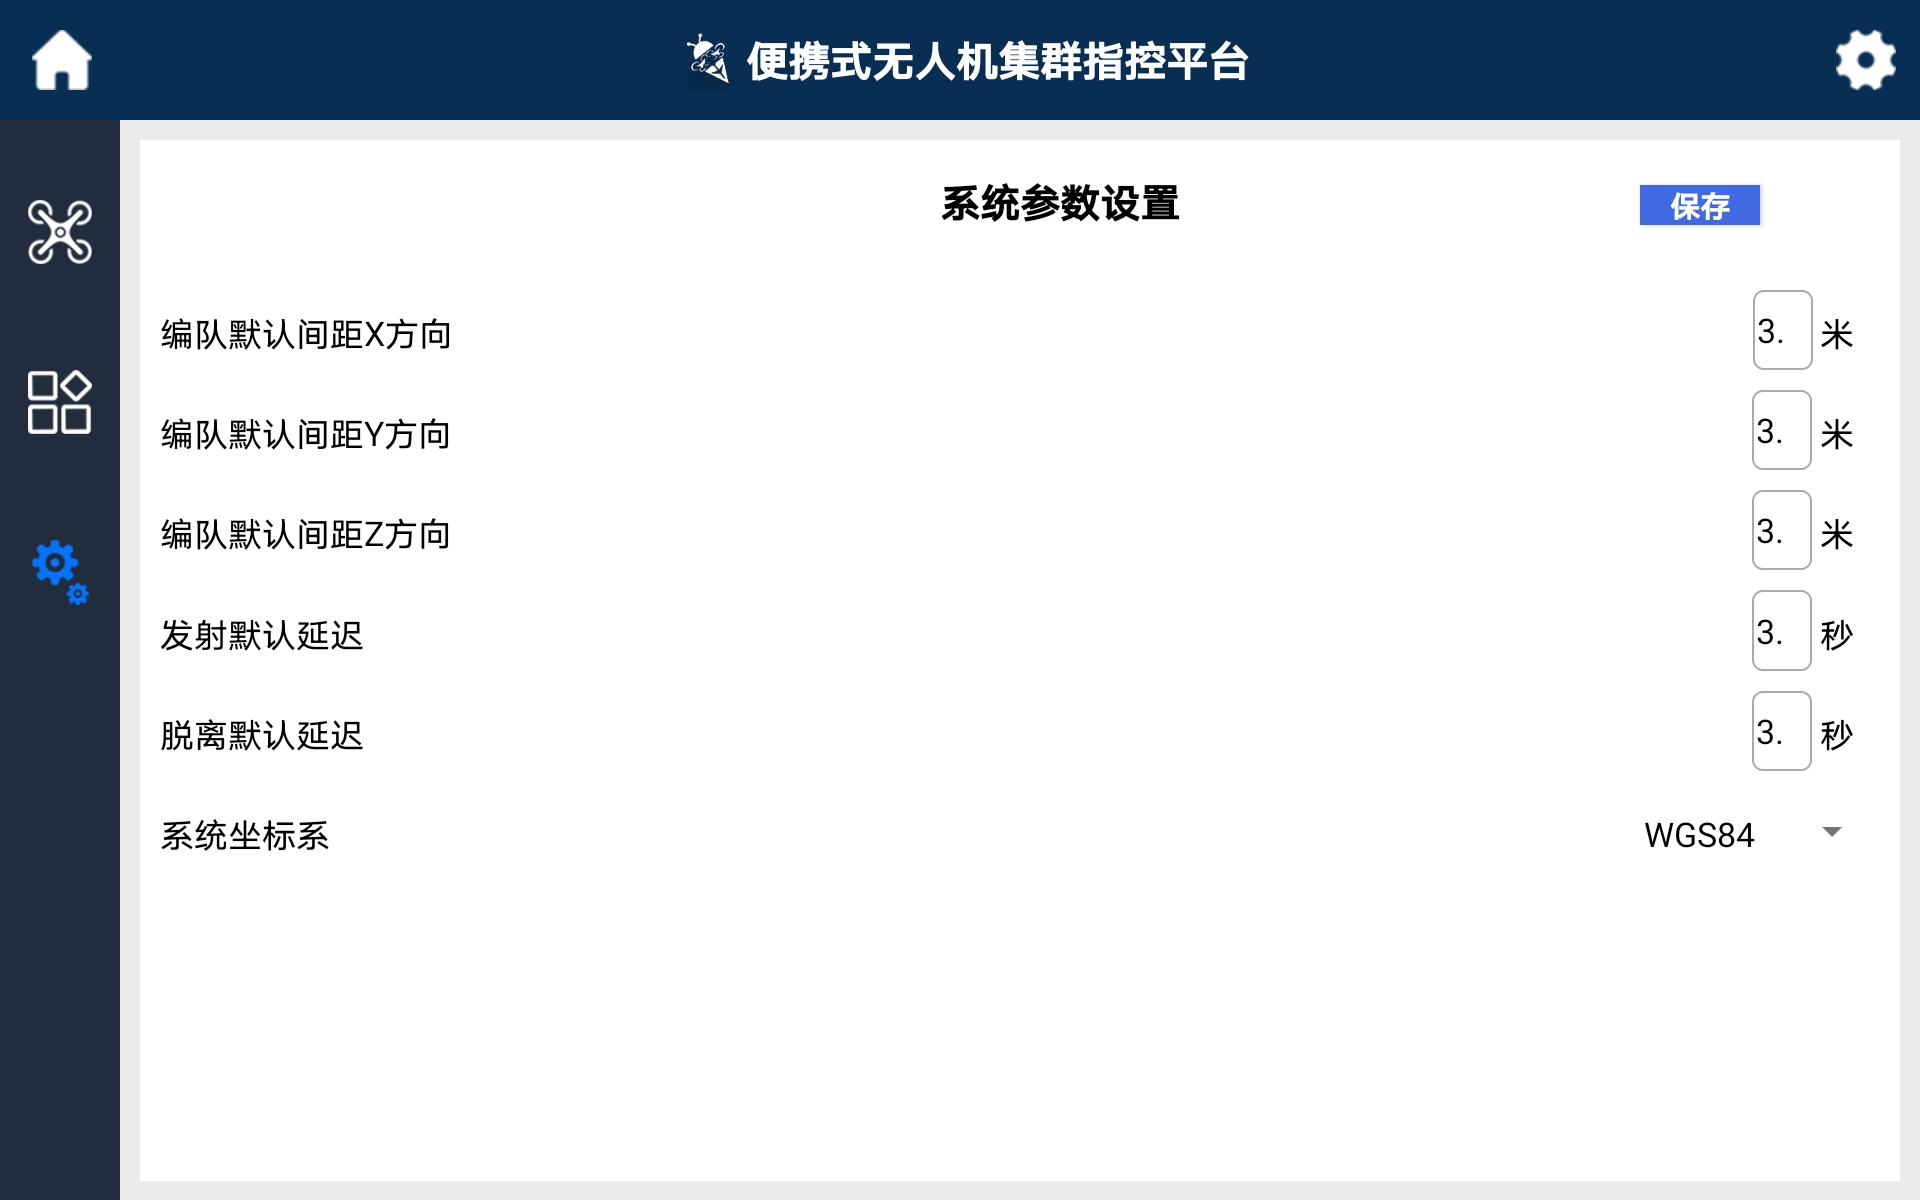 便携式无人机集群指控平台
系统参数设置
保存
编队默认间距X方向 3. 米
编队默认间距Y方向 3. 米
编队默认间距Z方向 3. 米
发射默认延迟 3. 秒
脱离默认延迟 3. 秒
系统坐标系 WGS84